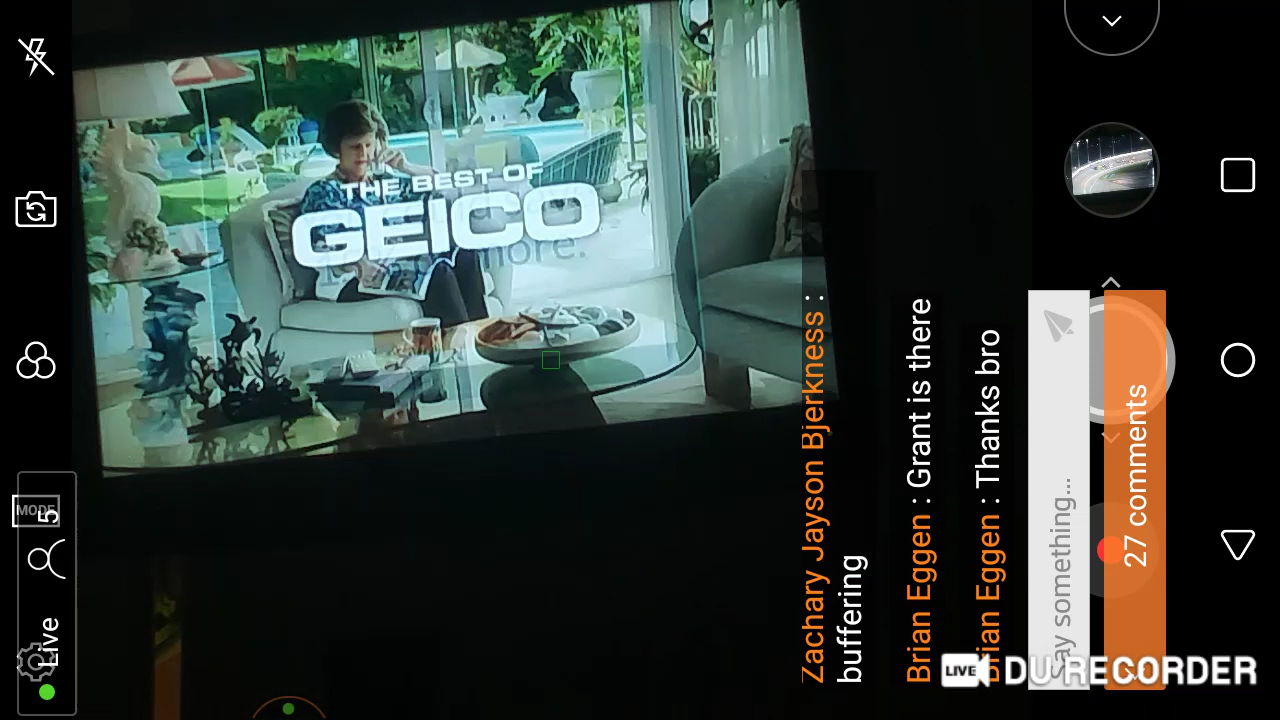 THE BEST OF
GEICO
more.
Zachary Jayson Bjerkness :
buffering
Brian Eggen : Grant is there
Brian Eggen : Thanks bro
Say something...
27 comments
MODE
5
Live
LIVE
DU RECORDER